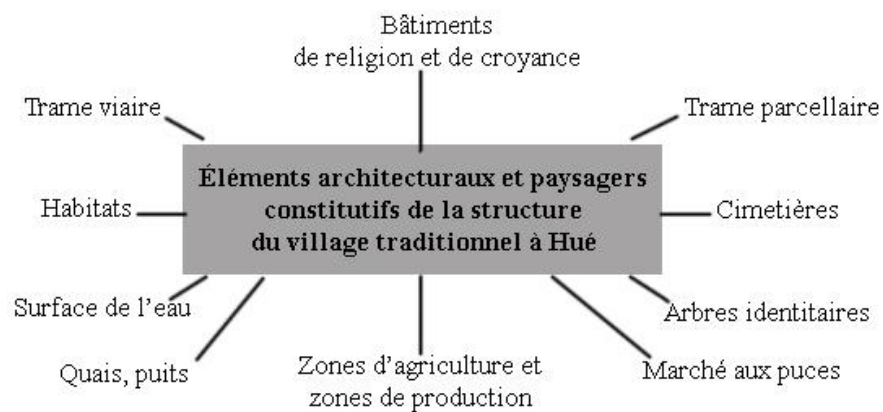 Bâtiments
de religion et de croyance
Trame viaire
Trame parcellaire
Éléments architecturaux et paysagers
constitutifs de la structure
du village traditionnel à Hué
Habitats
Cimetières
Surface de l'eau
Arbres identitaires
Quais, puits
Zones d'agriculture et
zones de production
Marché aux puces